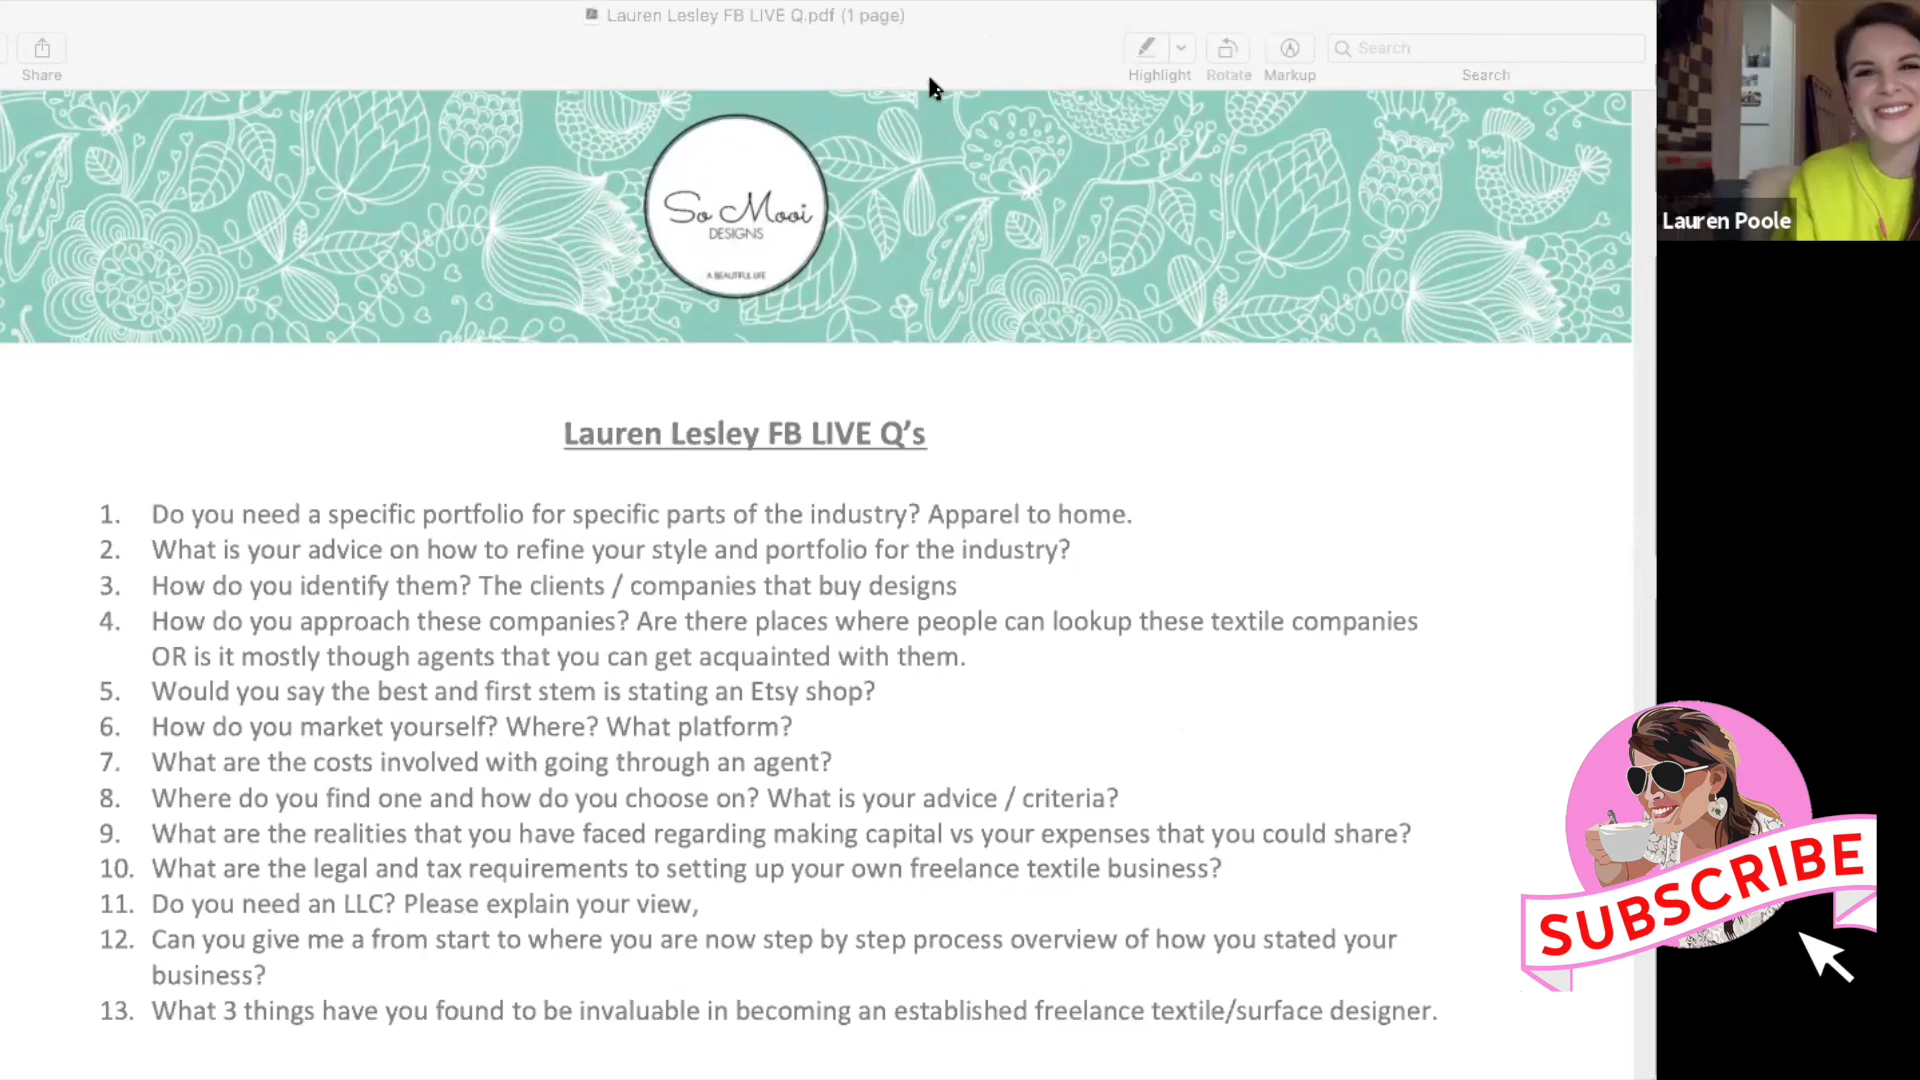 Lauren Lesley FB LIVE Q.pdf (1 page)
Share
Highlight
Rotate
Markup
Search
Search
Lauren Poole
So Mooi
DESIGNS
A BEAUTIFUL LIFE
Lauren Lesley FB LIVE Q's
1. Do you need a specific portfolio for specific parts of the industry? Apparel to home.
2. What is your advice on how to refine your style and portfolio for the industry?
3. How do you identify them? The clients / companies that buy designs
4. How do you approach these companies? Are there places where people can lookup these textile companies
OR is it mostly though agents that you can get acquainted with them.
5. Would you say the best and first stem is stating an Etsy shop?
6. How do you market yourself? Where? What platform?
7. What are the costs involved with going through an agent?
8. Where do you find one and how do you choose on? What is your advice / criteria?
9. What are the realities that you have faced regarding making capital vs your expenses that you could share?
10. What are the legal and tax requirements to setting up your own freelance textile business?
11. Do you need an LLC? Please explain your view,
12. Can you give me a from start to where you are now step by step process overview of how you stated your
business?
13. What 3 things have you found to be invaluable in becoming an established freelance textile/surface designer.
SUBSCRIBE